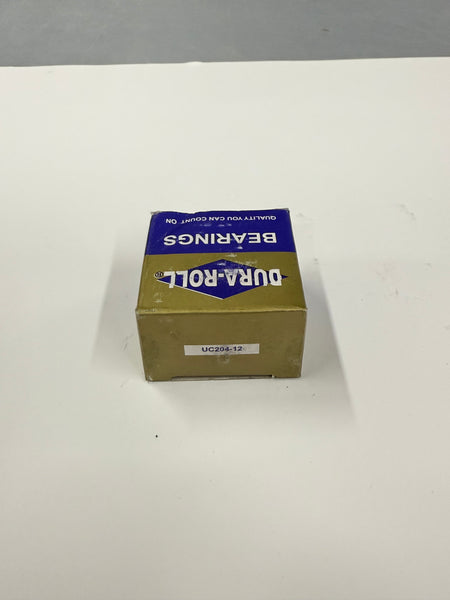 DURA-ROLL
BEARINGS
QUALITY YOU CAN COUNT ON
UC204-12